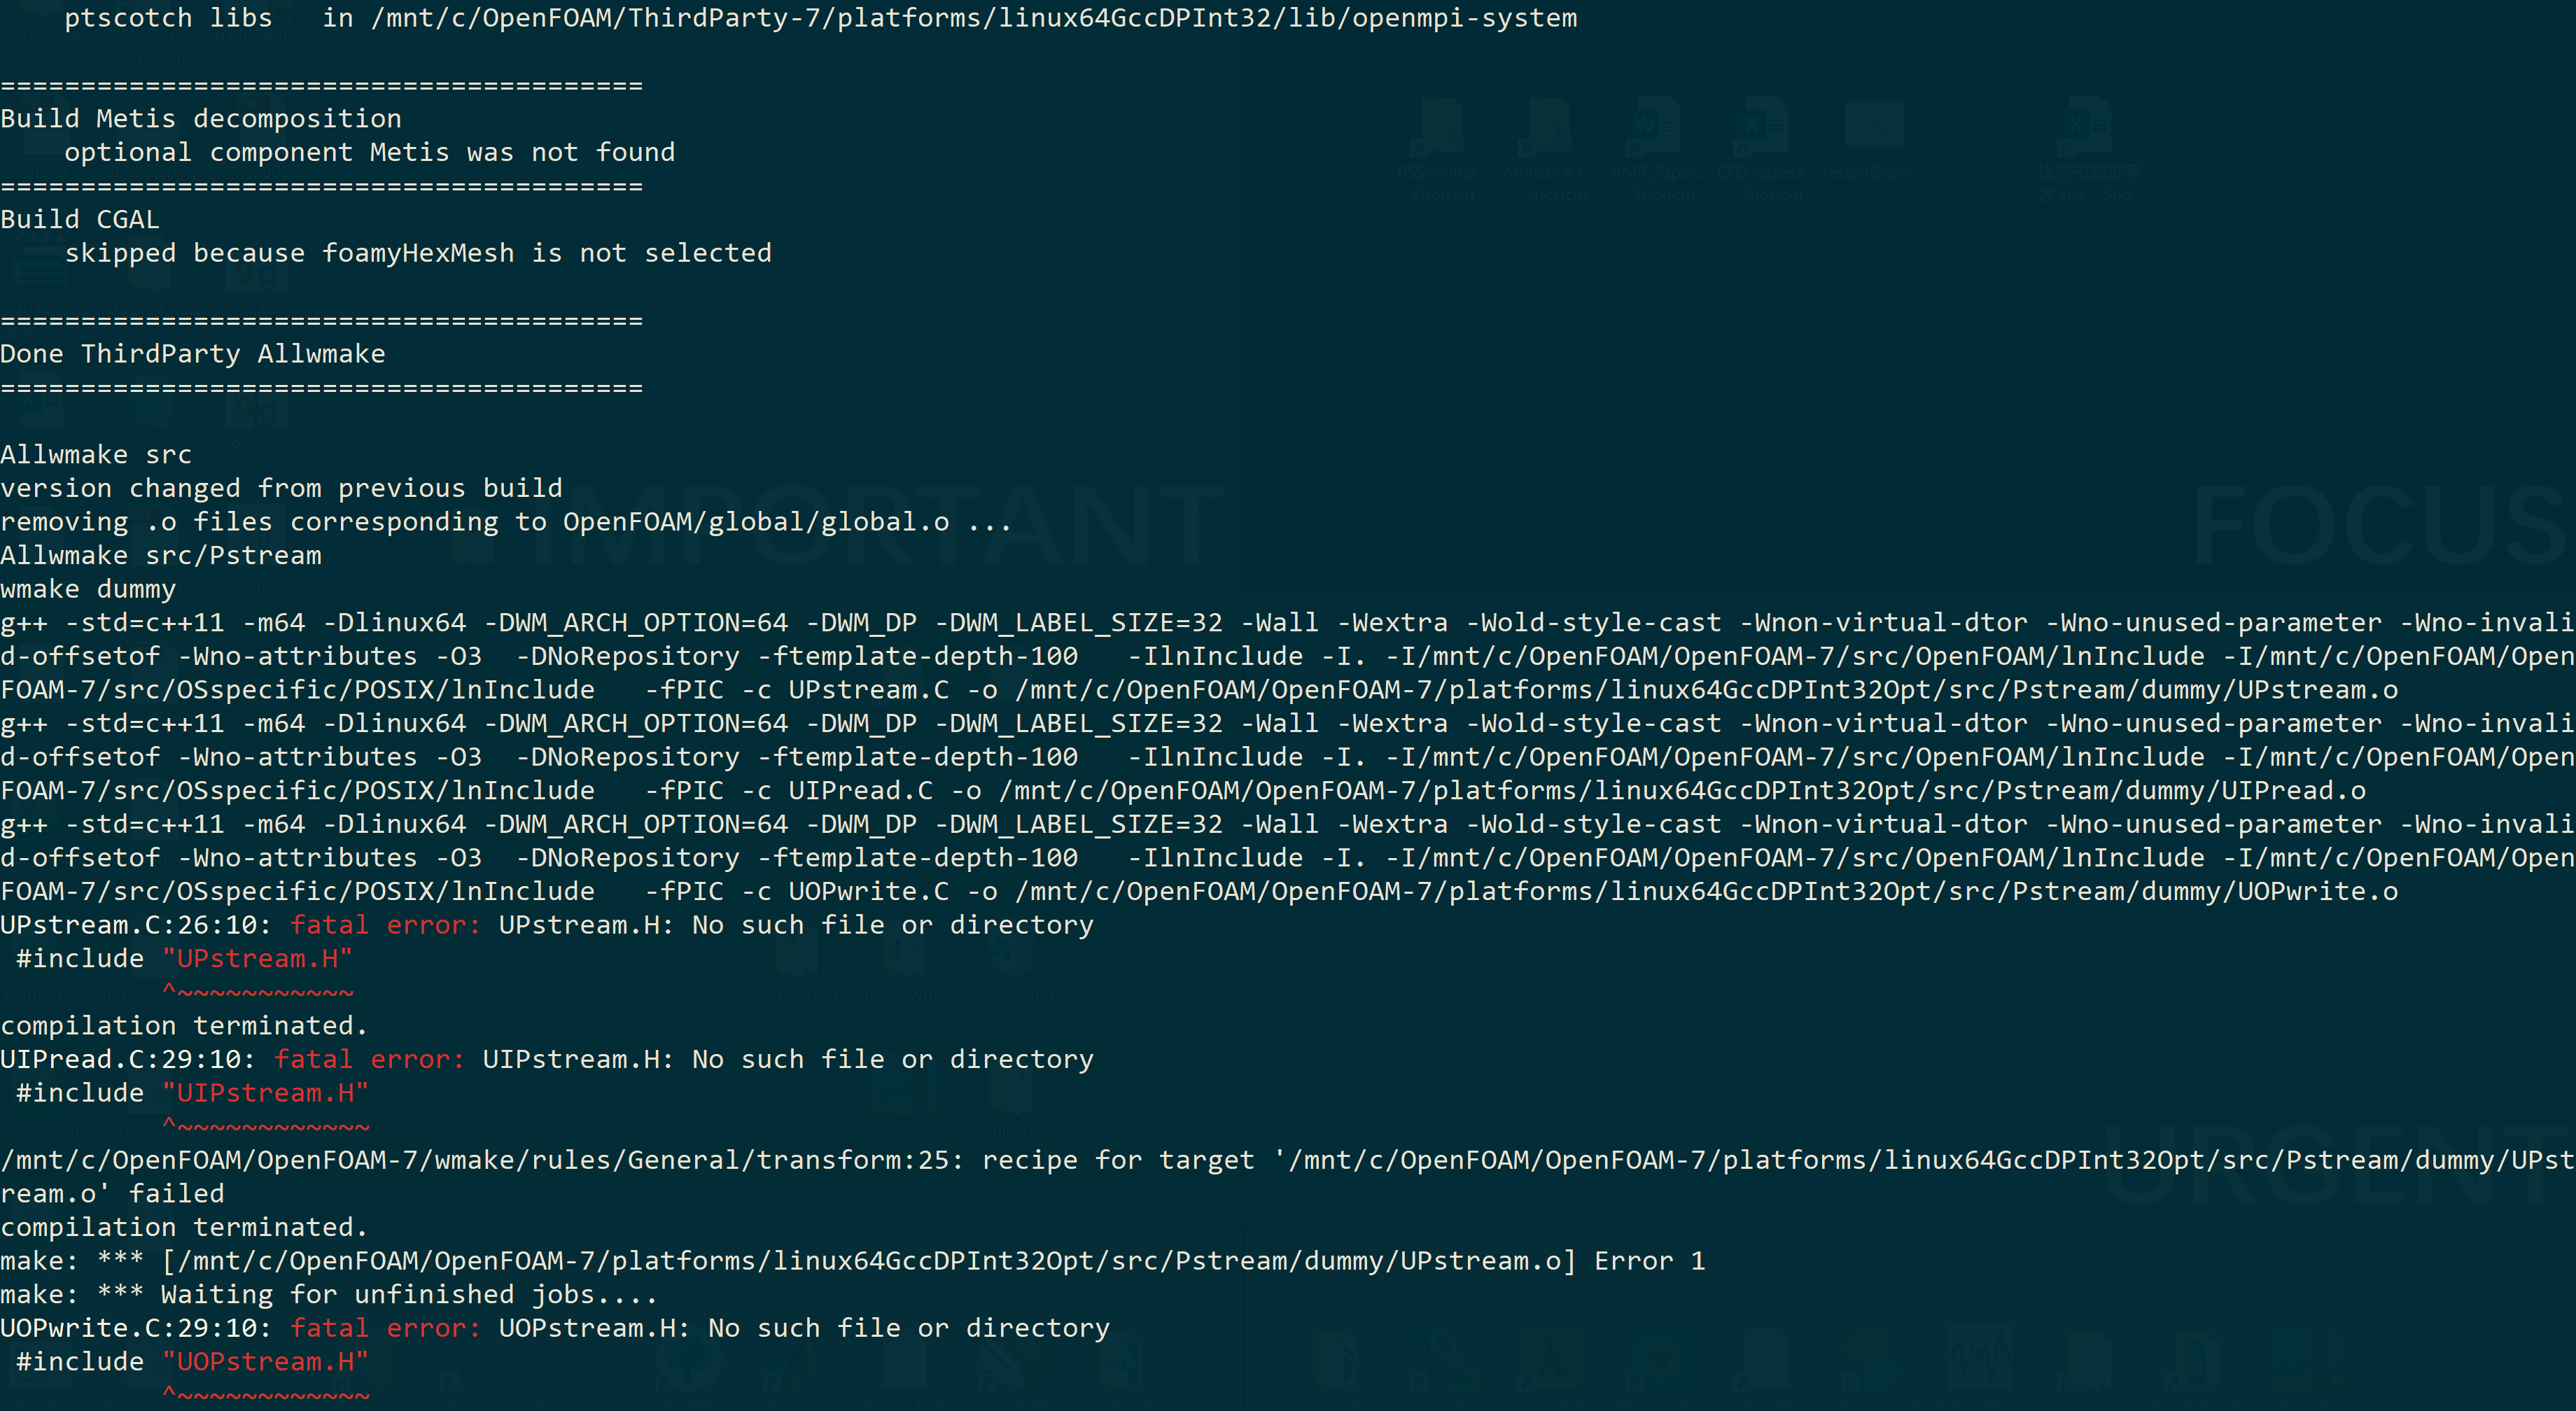 ptscotch libs   in /mnt/c/OpenFOAM/ThirdParty-7/platforms/linux64GccDPInt32/lib/openmpi-system
========================================
Build Metis decomposition
    optional component Metis was not found
========================================
Build CGAL
    skipped because foamyHexMesh is not selected
========================================
Done ThirdParty Allwmake
========================================
Allwmake src
version changed from previous build
removing .o files corresponding to OpenFOAM/global/global.o ...
Allwmake src/Pstream
wmake dummy
g++ -std=c++11 -m64 -Dlinux64 -DWM_ARCH_OPTION=64 -DWM_DP -DWM_LABEL_SIZE=32 -Wall -Wextra -Wold-style-cast -Wnon-virtual-dtor -Wno-unused-parameter -Wno-invali
d-offsetof -Wno-attributes -O3  -DNoRepository -ftemplate-depth-100   -IlnInclude -I. -I/mnt/c/OpenFOAM/OpenFOAM-7/src/OpenFOAM/lnInclude -I/mnt/c/OpenFOAM/Open
FOAM-7/src/OSspecific/POSIX/lnInclude   -fPIC -c UPstream.C -o /mnt/c/OpenFOAM/OpenFOAM-7/platforms/linux64GccDPInt32Opt/src/Pstream/dummy/UPstream.o
g++ -std=c++11 -m64 -Dlinux64 -DWM_ARCH_OPTION=64 -DWM_DP -DWM_LABEL_SIZE=32 -Wall -Wextra -Wold-style-cast -Wnon-virtual-dtor -Wno-unused-parameter -Wno-invali
d-offsetof -Wno-attributes -O3  -DNoRepository -ftemplate-depth-100   -IlnInclude -I. -I/mnt/c/OpenFOAM/OpenFOAM-7/src/OpenFOAM/lnInclude -I/mnt/c/OpenFOAM/Open
FOAM-7/src/OSspecific/POSIX/lnInclude   -fPIC -c UIPread.C -o /mnt/c/OpenFOAM/OpenFOAM-7/platforms/linux64GccDPInt32Opt/src/Pstream/dummy/UIPread.o
g++ -std=c++11 -m64 -Dlinux64 -DWM_ARCH_OPTION=64 -DWM_DP -DWM_LABEL_SIZE=32 -Wall -Wextra -Wold-style-cast -Wnon-virtual-dtor -Wno-unused-parameter -Wno-invali
d-offsetof -Wno-attributes -O3  -DNoRepository -ftemplate-depth-100   -IlnInclude -I. -I/mnt/c/OpenFOAM/OpenFOAM-7/src/OpenFOAM/lnInclude -I/mnt/c/OpenFOAM/Open
FOAM-7/src/OSspecific/POSIX/lnInclude   -fPIC -c UOPwrite.C -o /mnt/c/OpenFOAM/OpenFOAM-7/platforms/linux64GccDPInt32Opt/src/Pstream/dummy/UOPwrite.o
UPstream.C:26:10: fatal error: UPstream.H: No such file or directory
 #include "UPstream.H"
          ^~~~~~~~~~~~
compilation terminated.
UIPread.C:29:10: fatal error: UIPstream.H: No such file or directory
 #include "UIPstream.H"
          ^~~~~~~~~~~~~
/mnt/c/OpenFOAM/OpenFOAM-7/wmake/rules/General/transform:25: recipe for target '/mnt/c/OpenFOAM/OpenFOAM-7/platforms/linux64GccDPInt32Opt/src/Pstream/dummy/UPst
ream.o' failed
compilation terminated.
make: *** [/mnt/c/OpenFOAM/OpenFOAM-7/platforms/linux64GccDPInt32Opt/src/Pstream/dummy/UPstream.o] Error 1
make: *** Waiting for unfinished jobs....
UOPwrite.C:29:10: fatal error: UOPstream.H: No such file or directory
 #include "UOPstream.H"
          ^~~~~~~~~~~~~
IMPORTANT
FOCUS
URGENT